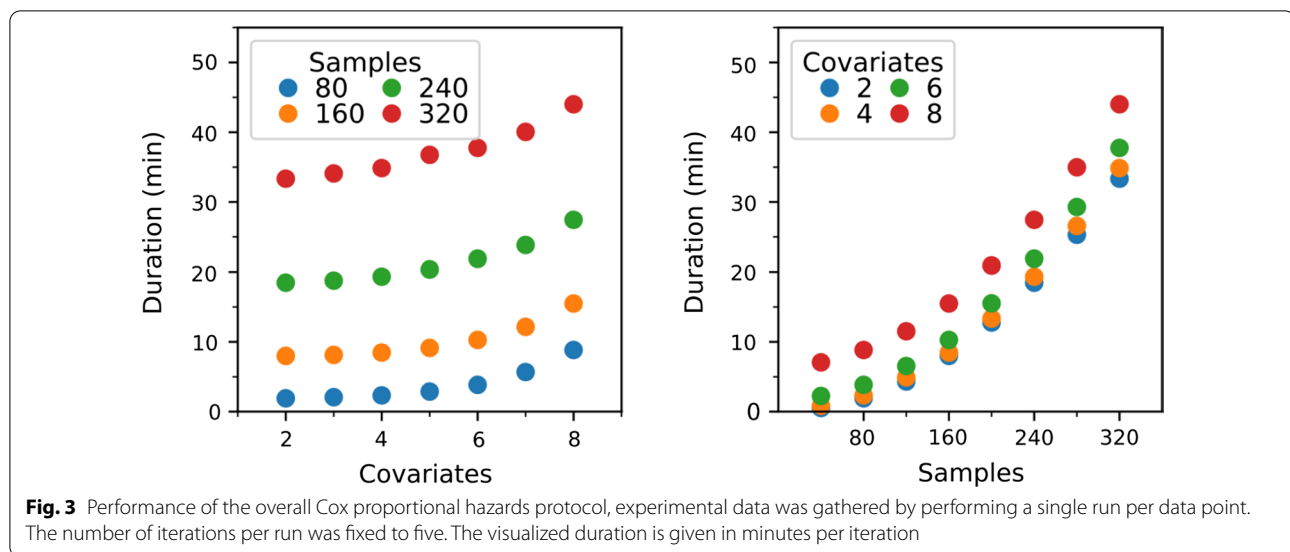 Samples
80 240
160 320
50
40
30
20
10
0
2 4 6 8
Duration (min)
Covariates
Covariates
2 6
4 8
50
40
30
20
10
0
80 160 240 320
Duration (min)
Samples
Fig. 3 Performance of the overall Cox proportional hazards protocol, experimental data was gathered by performing a single run per data point.
The number of iterations per run was fixed to five. The visualized duration is given in minutes per iteration